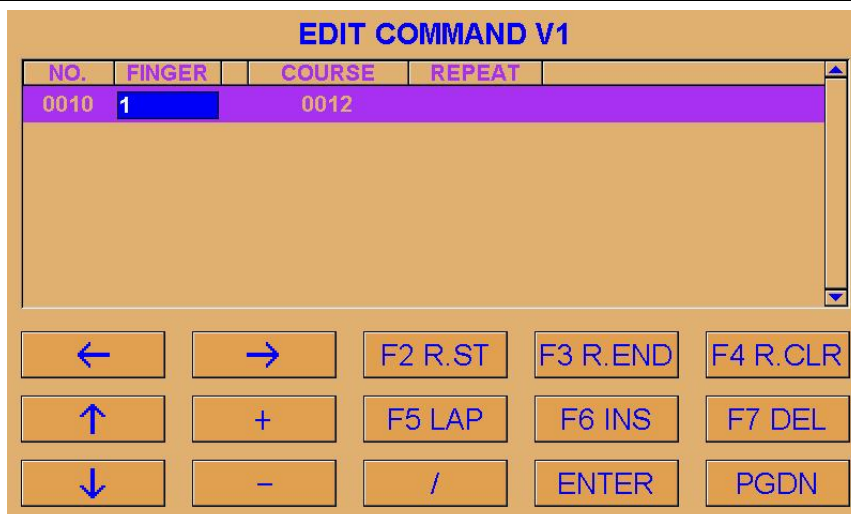 EDIT COMMAND V1
NO. FINGER COURSE REPEAT
0010 1 0012
← → F2 R.ST F3 R.END F4 R.CLR
↑ + F5 LAP F6 INS F7 DEL
↓ − / ENTER PGDN